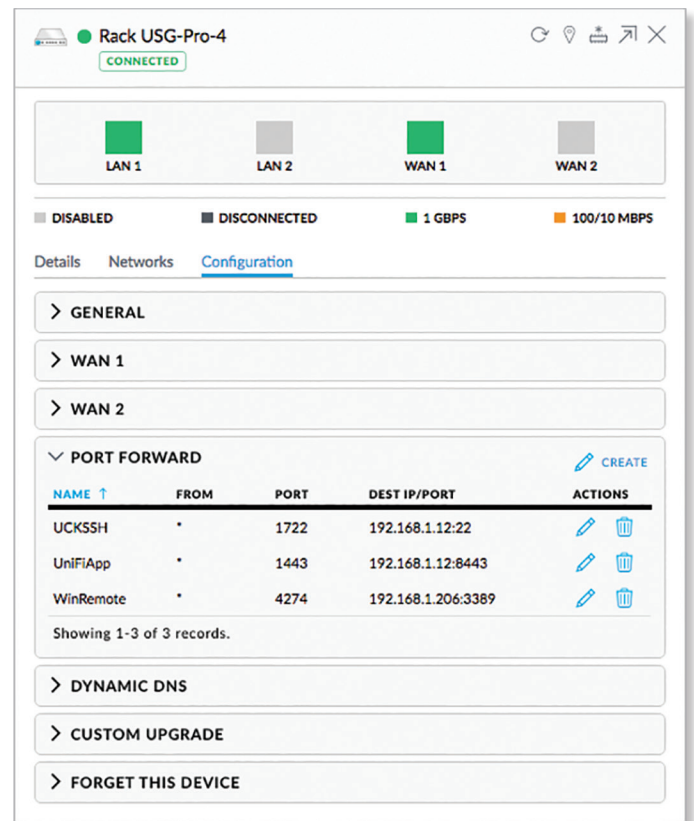 Rack USG-Pro-4
CONNECTED
LAN 1 LAN 2 WAN 1 WAN 2
DISABLED DISCONNECTED 1 GBPS 100/10 MBPS
Details Networks Configuration
GENERAL
WAN 1
WAN 2
PORT FORWARD CREATE
NAME ↑ FROM PORT DEST IP/PORT ACTIONS
UCKSSH * 1722 192.168.1.12:22
UniFiApp * 1443 192.168.1.12:8443
WinRemote * 4274 192.168.1.206:3389
Showing 1-3 of 3 records.
DYNAMIC DNS
CUSTOM UPGRADE
FORGET THIS DEVICE